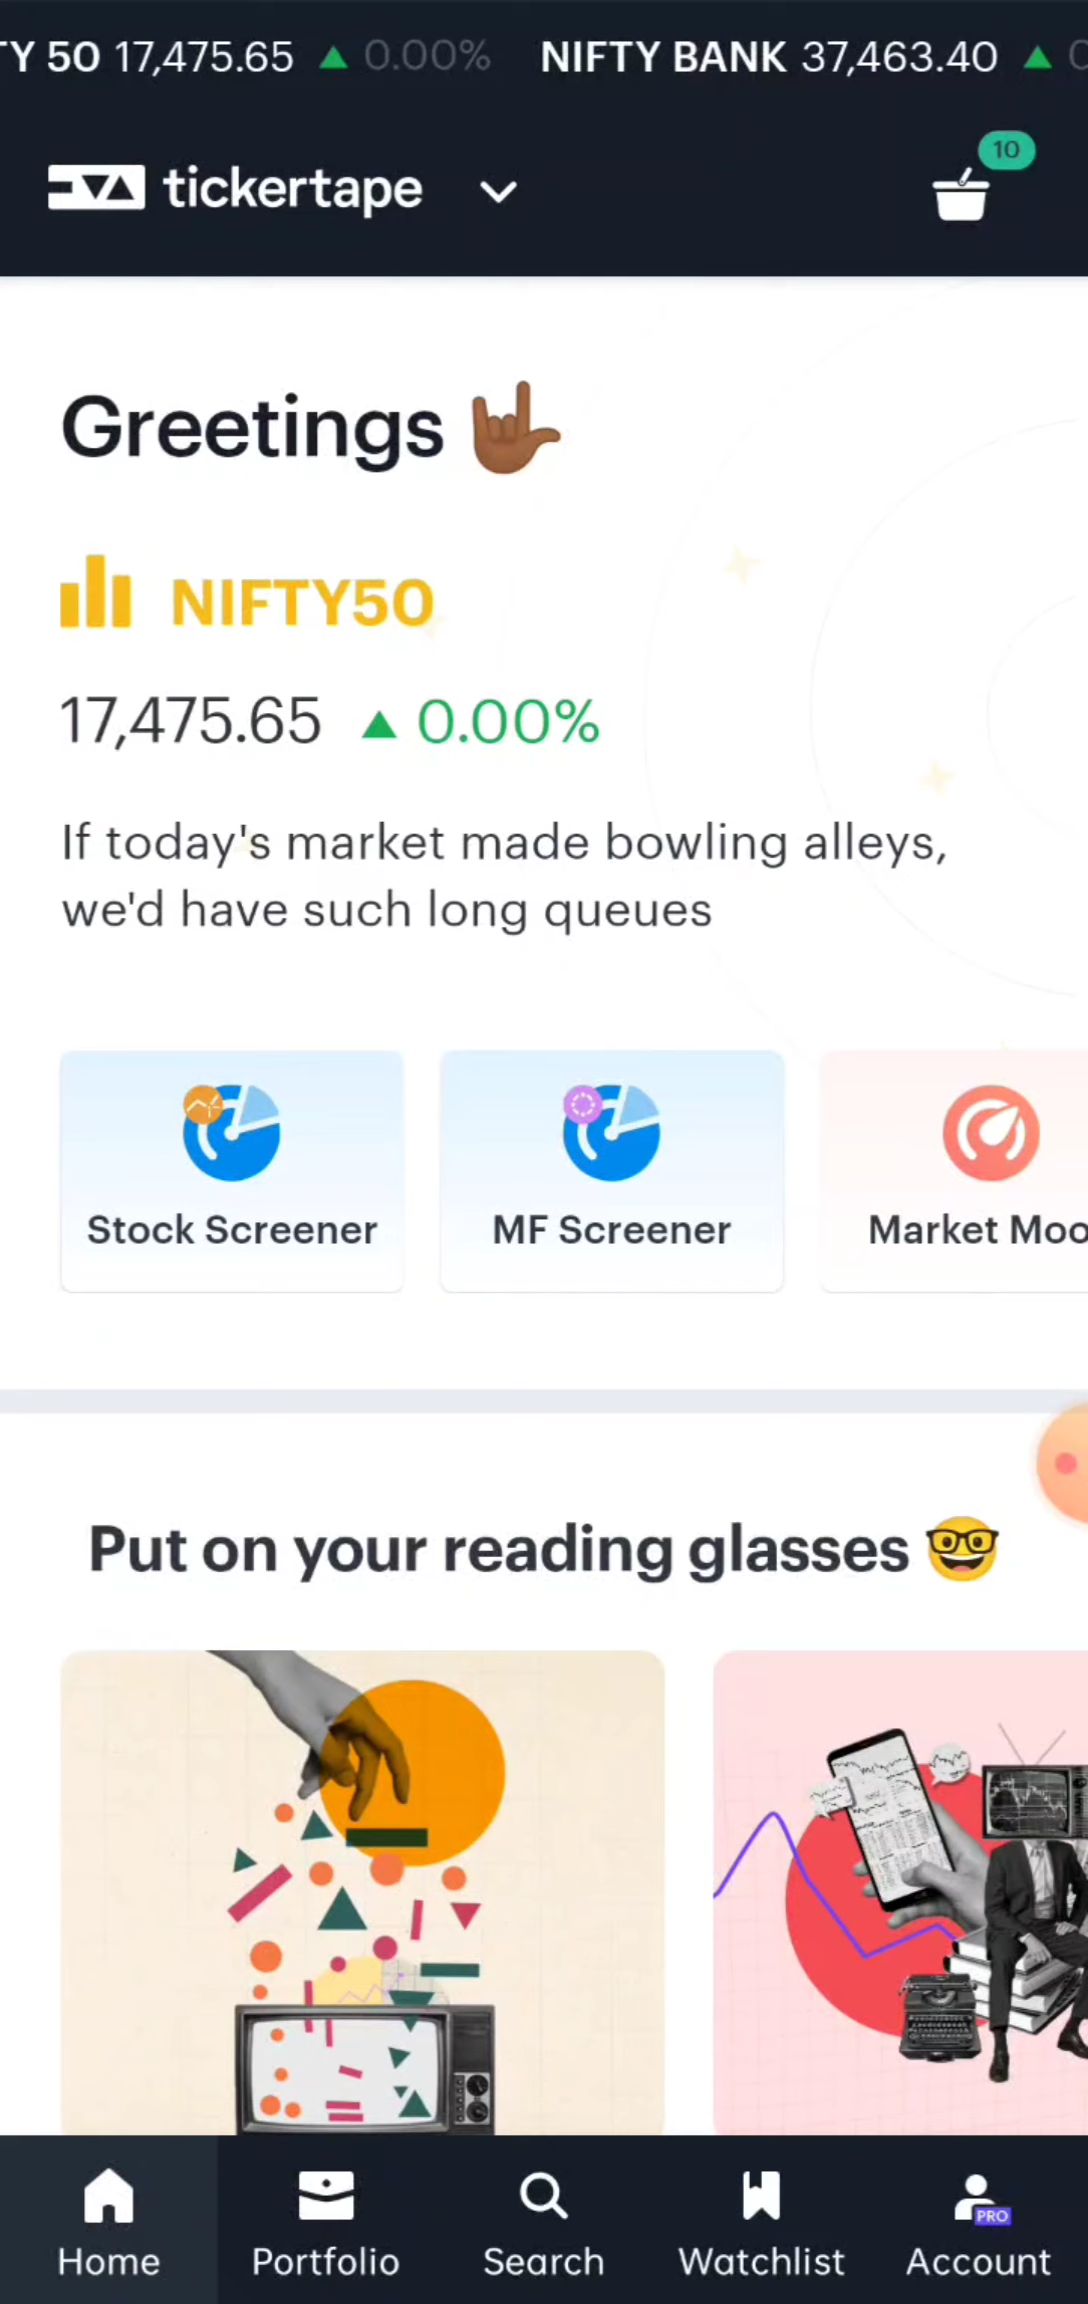 TY 50 17,475.65 ▲ 0.00% NIFTY BANK 37,463.40 ▲ 0
tickertape
10
Greetings
NIFTY50
17,475.65 ▲ 0.00%
If today's market made bowling alleys,
we'd have such long queues
Stock Screener
MF Screener
Market Moo
Put on your reading glasses
PRO
Home
Portfolio
Search
Watchlist
Account